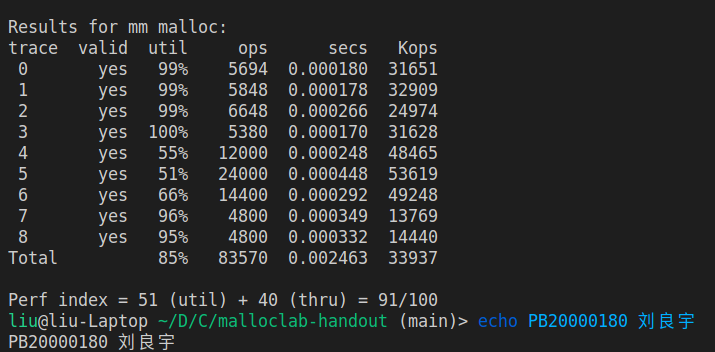 Results for mm malloc:
trace valid util ops secs Kops
0 yes 99% 5694 0.000180 31651
1 yes 99% 5848 0.000178 32909
2 yes 99% 6648 0.000266 24974
3 yes 100% 5380 0.000170 31628
4 yes 55% 12000 0.000248 48465
5 yes 51% 24000 0.000448 53619
6 yes 66% 14400 0.000292 49248
7 yes 96% 4800 0.000349 13769
8 yes 95% 4800 0.000332 14440
Total 85% 83570 0.002463 33937
Perf index = 51 (util) + 40 (thru) = 91/100
liu@liu-Laptop ~/D/C/malloclab-handout (main)> echo PB20000180 刘良宇
PB20000180 刘良宇